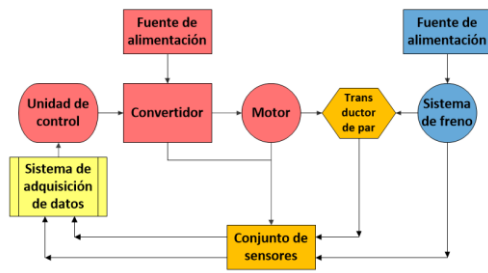 Fuente de
alimentación
Fuente de
alimentación
Unidad de
control
Convertidor
Motor
Trans
ductor
de par
Sistema
de freno
Sistema de
adquisición
de datos
Conjunto de
sensores